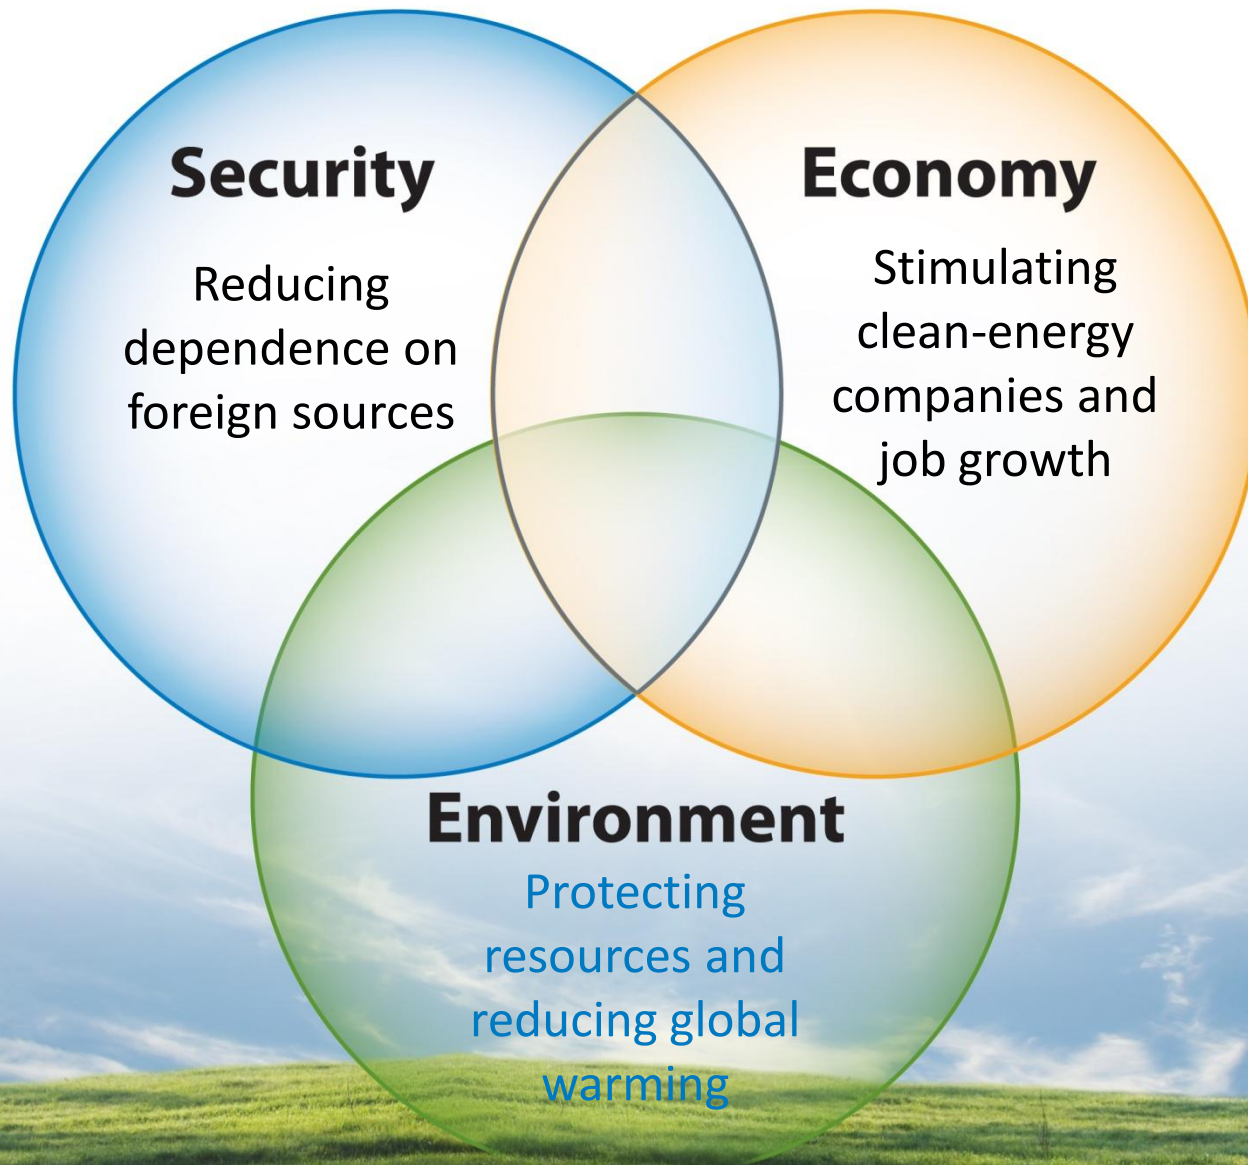 Security
Reducing
dependence on
foreign sources
Economy
Stimulating
clean-energy
companies and
job growth
Environment
Protecting
resources and
reducing global
warming